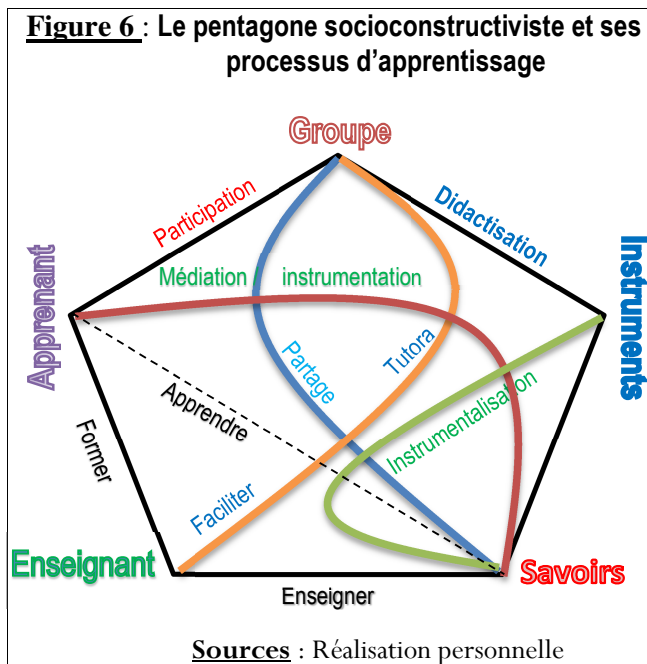 Figure 6 : Le pentagone socioconstructiviste et ses
processus d'apprentissage
Groupe
Participation
Didactisation
Médiation instrumentation
Apprenant
Instruments
Partage
Tutora
Apprendre
Instrumentalisation
Former
Faciliter
Enseignant
Savoirs
Enseigner
Sources : Réalisation personnelle